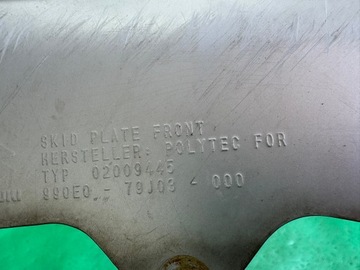 SKID PLATE FRONT
HERSTELLER: POLYTEC FOR
TYP 02009445
990E0 - 79J03 - 000